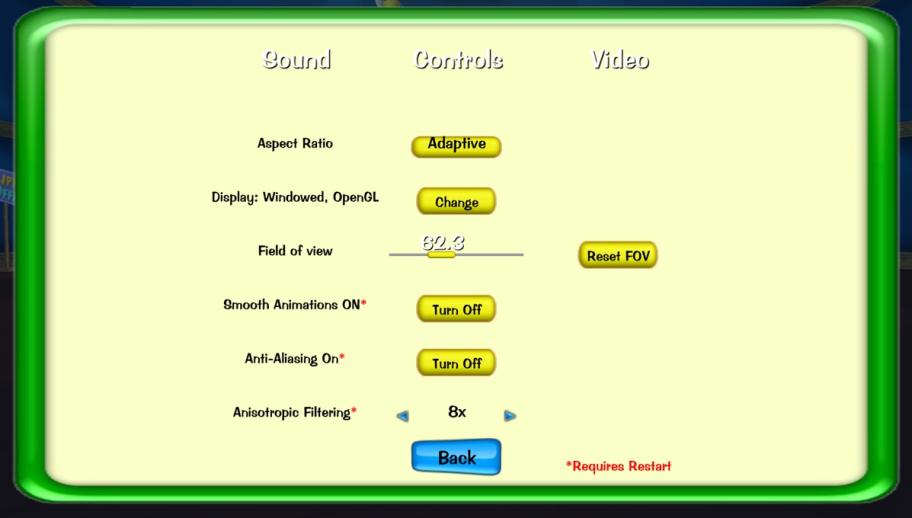 Sound Controls Video
Aspect Ratio Adaptive
Display: Windowed, OpenGL Change
62.3
Field of view Reset FOV
Smooth Animations ON* Turn Off
Anti-Aliasing On* Turn Off
Anisotropic Filtering* 8x
Back
*Requires Restart